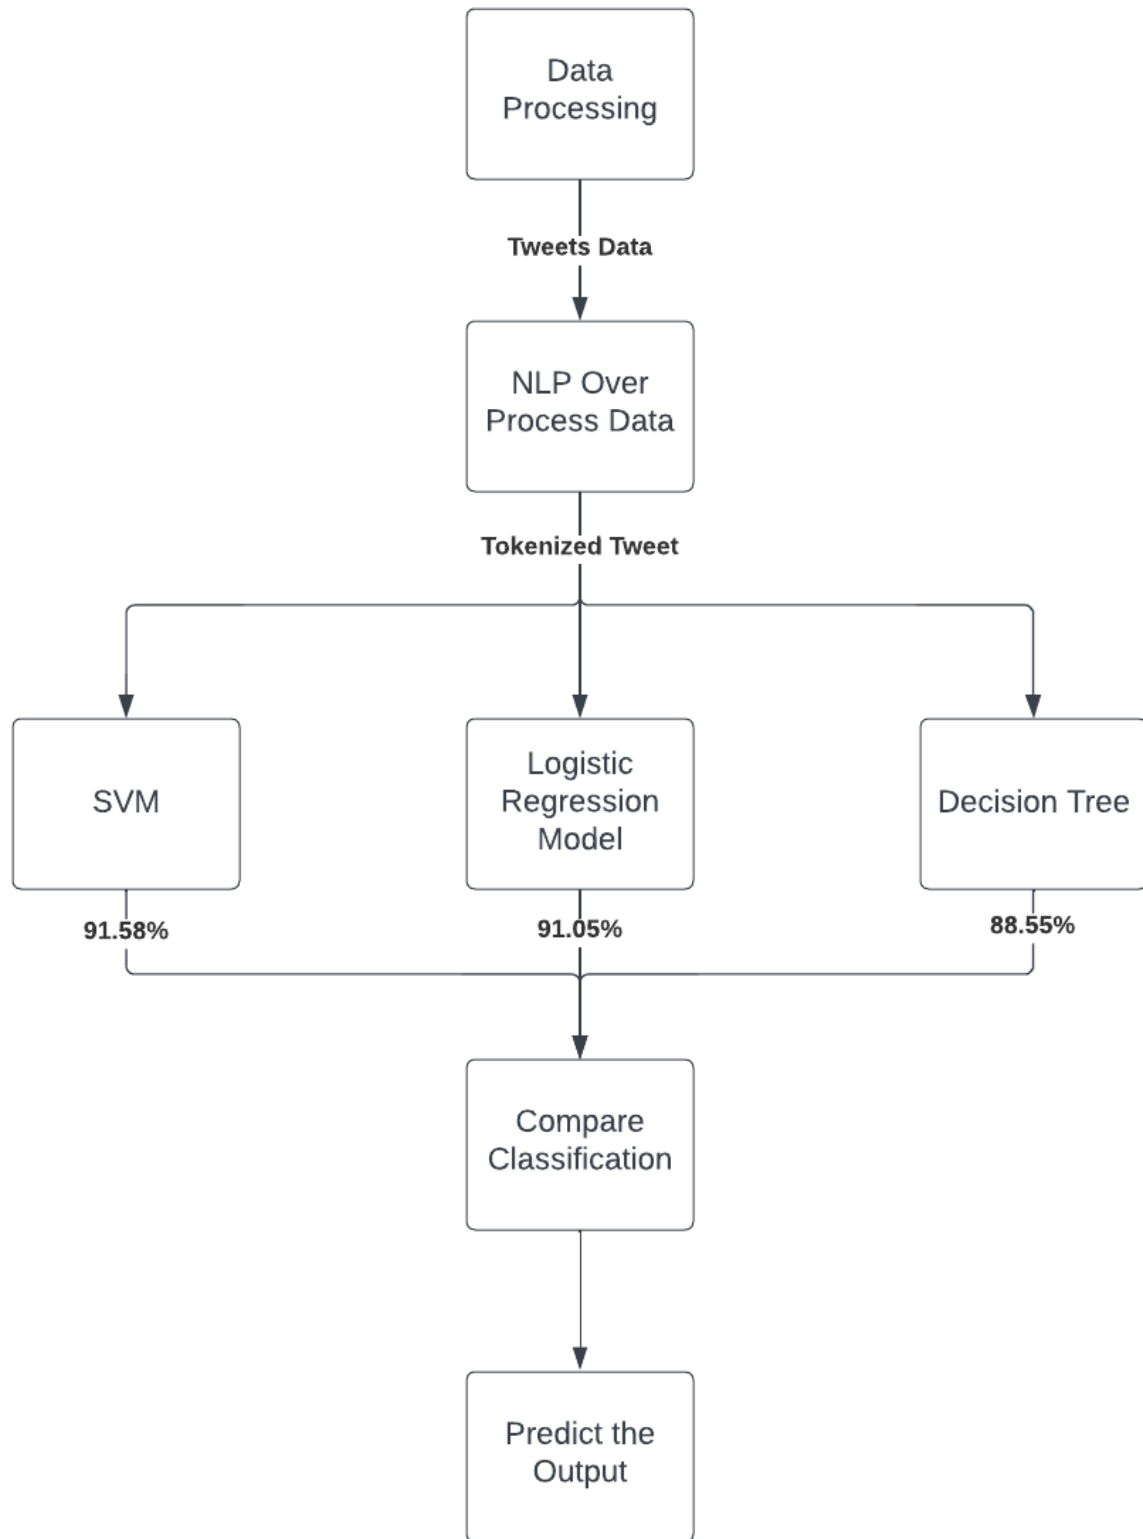 Data
Processing
Tweets Data
NLP Over
Process Data
Tokenized Tweet
SVM
Logistic
Regression
Model
Decision Tree
91.58%
91.05%
88.55%
Compare
Classification
Predict the
Output